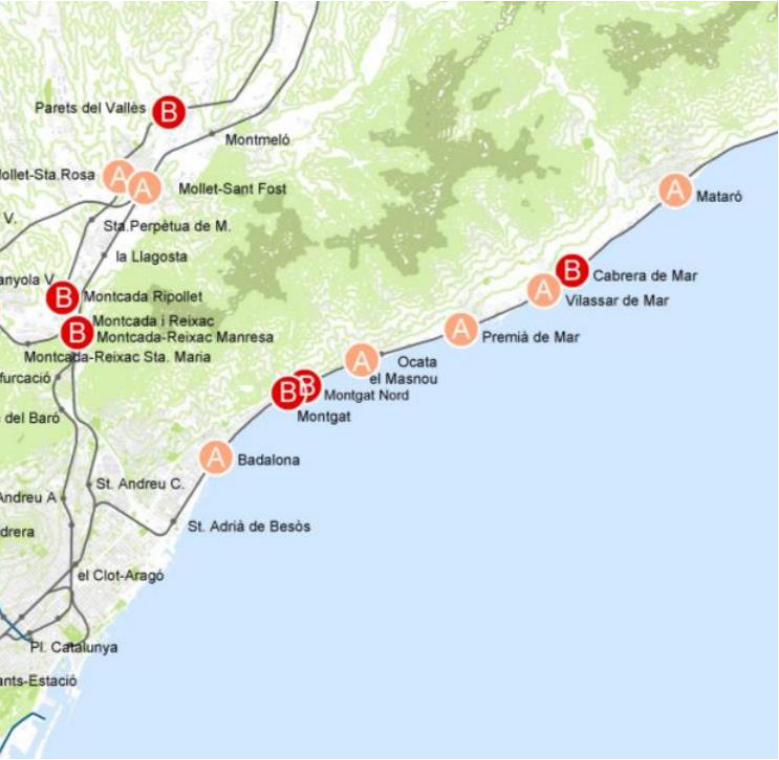 Parets del Vallès B
Montmeló
ollet-Sta.Rosa A
A Mollet-Sant Fost
V.
Sta.Perpètua de M.
la Llagosta
anyola V.
B Montcada Ripollet
Montcada i Reixac
B Montcada-Reixac Manresa
Montcada-Reixac Sta. Maria
furcació
del Baró
A Mataró
B Cabrera de Mar
A Vilassar de Mar
A Premià de Mar
Ocata
A el Masnou
B Montgat Nord
B Montgat
A Badalona
St. Andreu C.
Andreu A
St. Adrià de Besòs
drera
el Clot-Aragó
Pl. Catalunya
ants-Estació